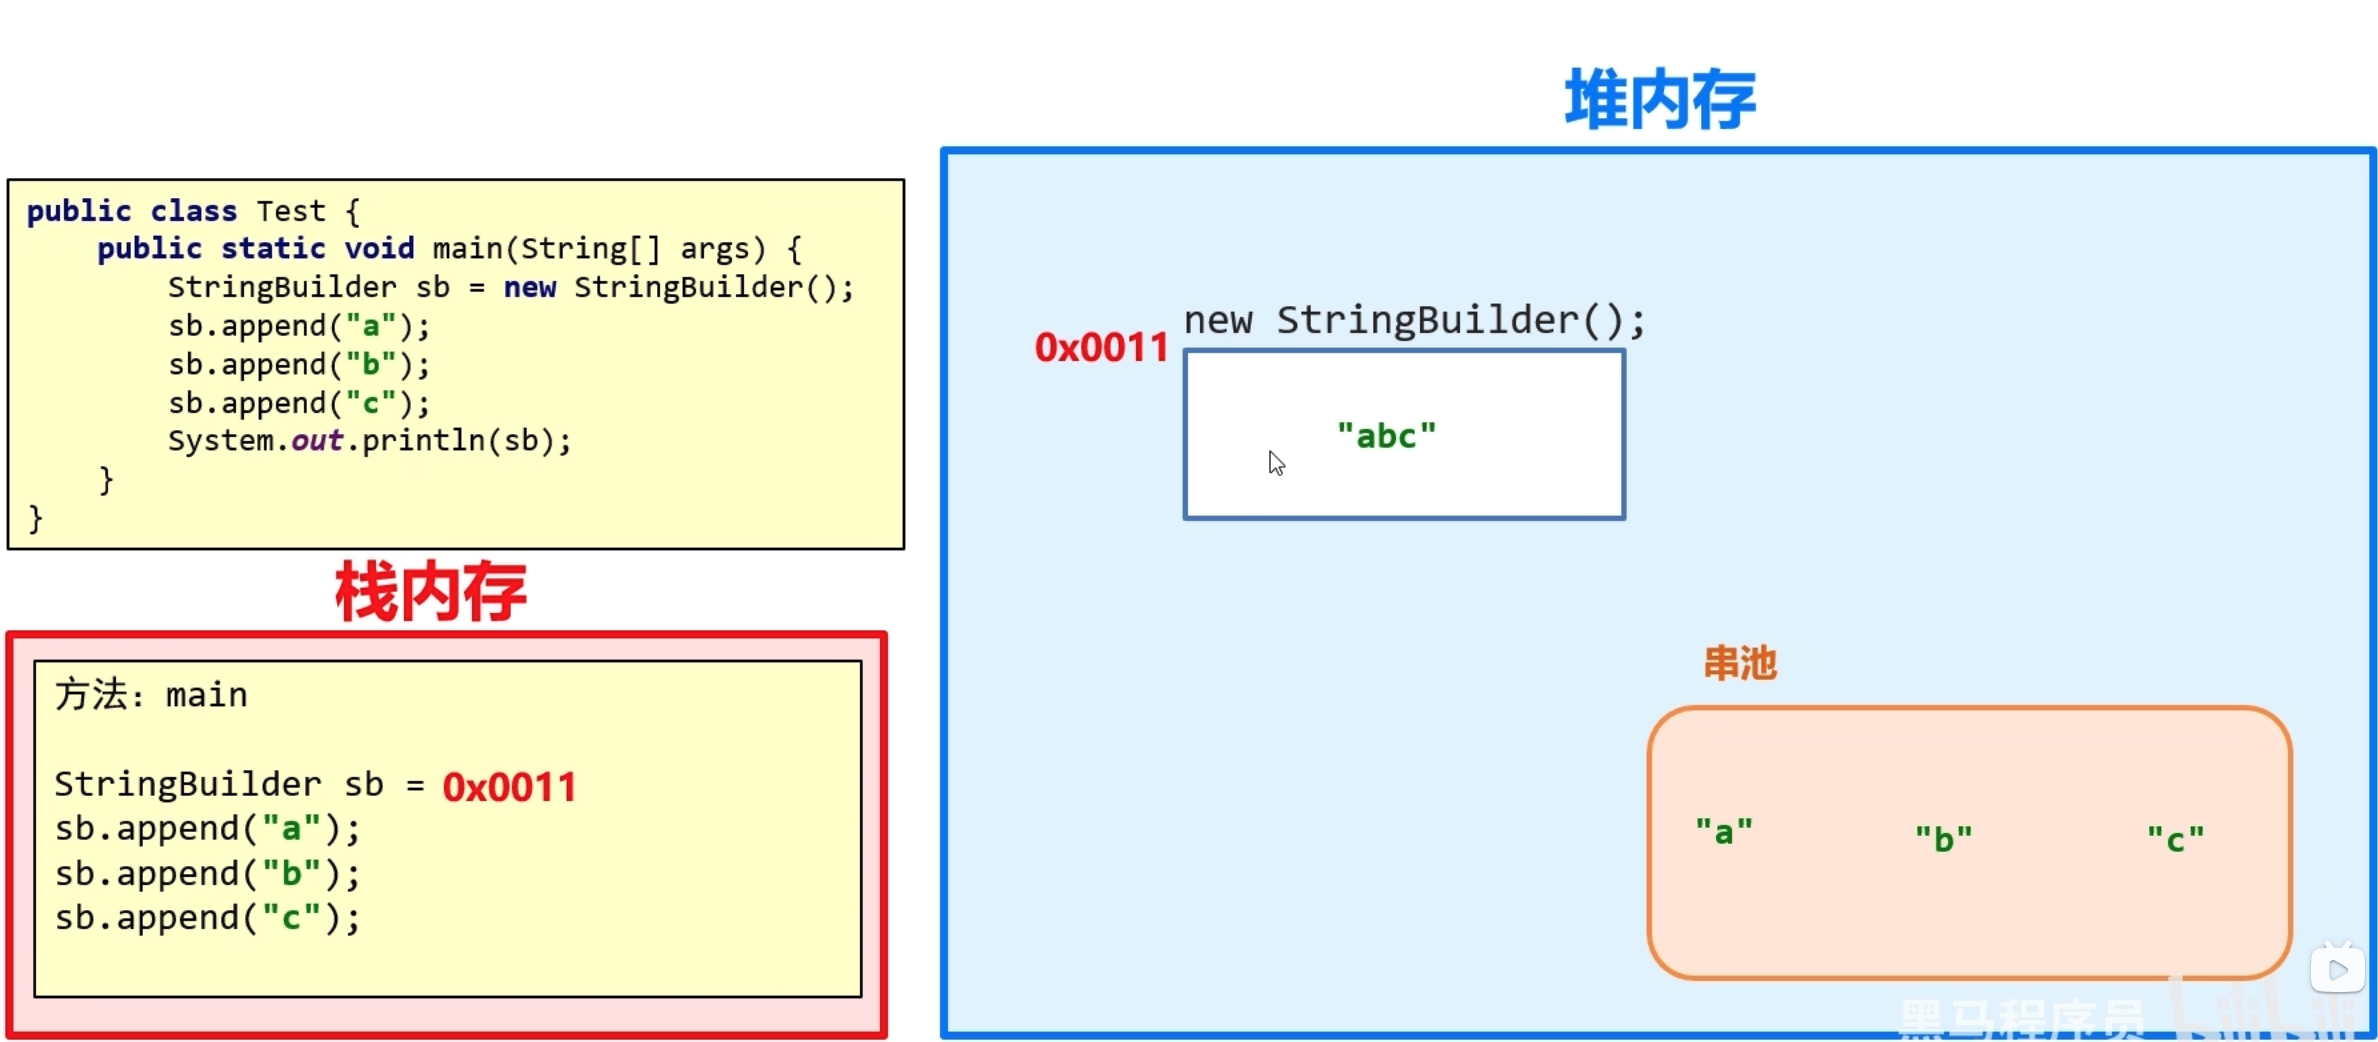 堆内存
public class Test {
public static void main(String[] args) {
StringBuilder sb = new StringBuilder();
sb.append("a");
sb.append("b");
sb.append("c");
System.out.println(sb);
}
}
栈内存
方法：main
StringBuilder sb = 0x0011
sb.append("a");
sb.append("b");
sb.append("c");
new StringBuilder();
0x0011
"abc"
串池
"a" "b" "c"
黑马程序员